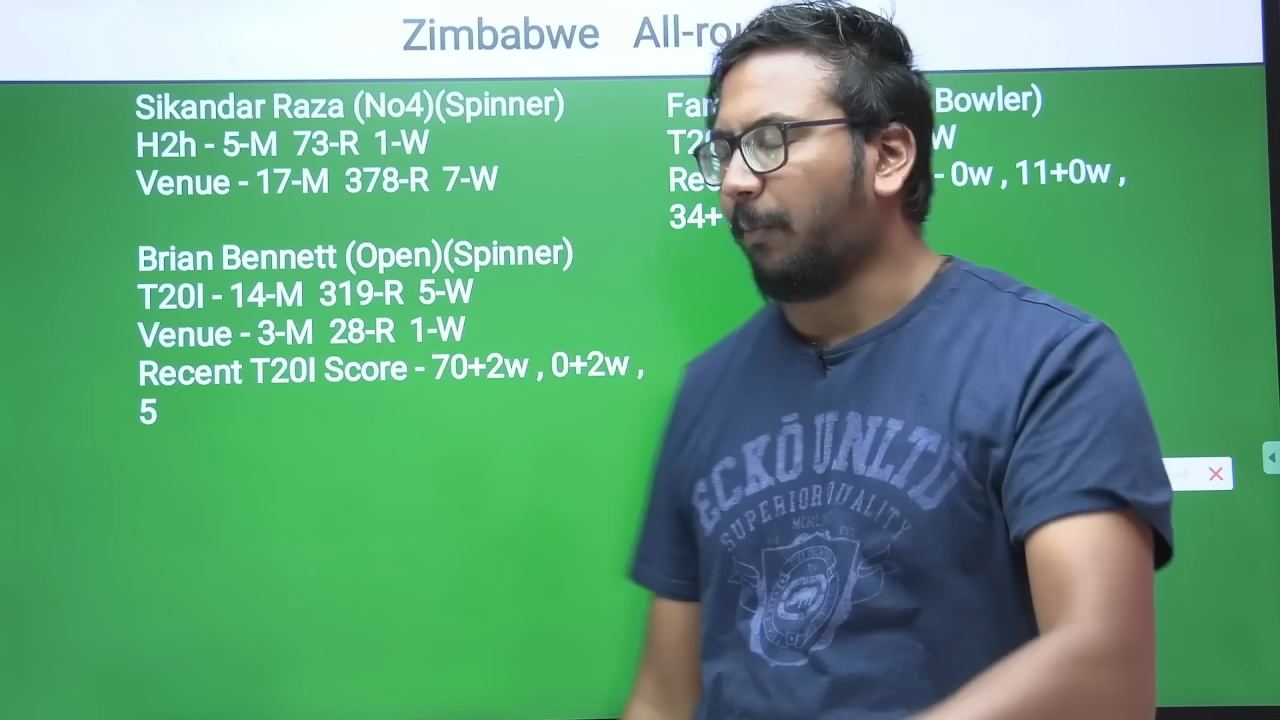 Zimbabwe All-rou
Sikandar Raza (No4)(Spinner)
H2h - 5-M 73-R 1-W
Venue - 17-M 378-R 7-W
Brian Bennett (Open)(Spinner)
T20I - 14-M 319-R 5-W
Venue - 3-M 28-R 1-W
Recent T20I Score - 70+2w , 0+2w ,
5
Bowler)
W
- 0w , 11+0w ,
34+
ECKŌ UNLTD
SUPERIOR QUALITY